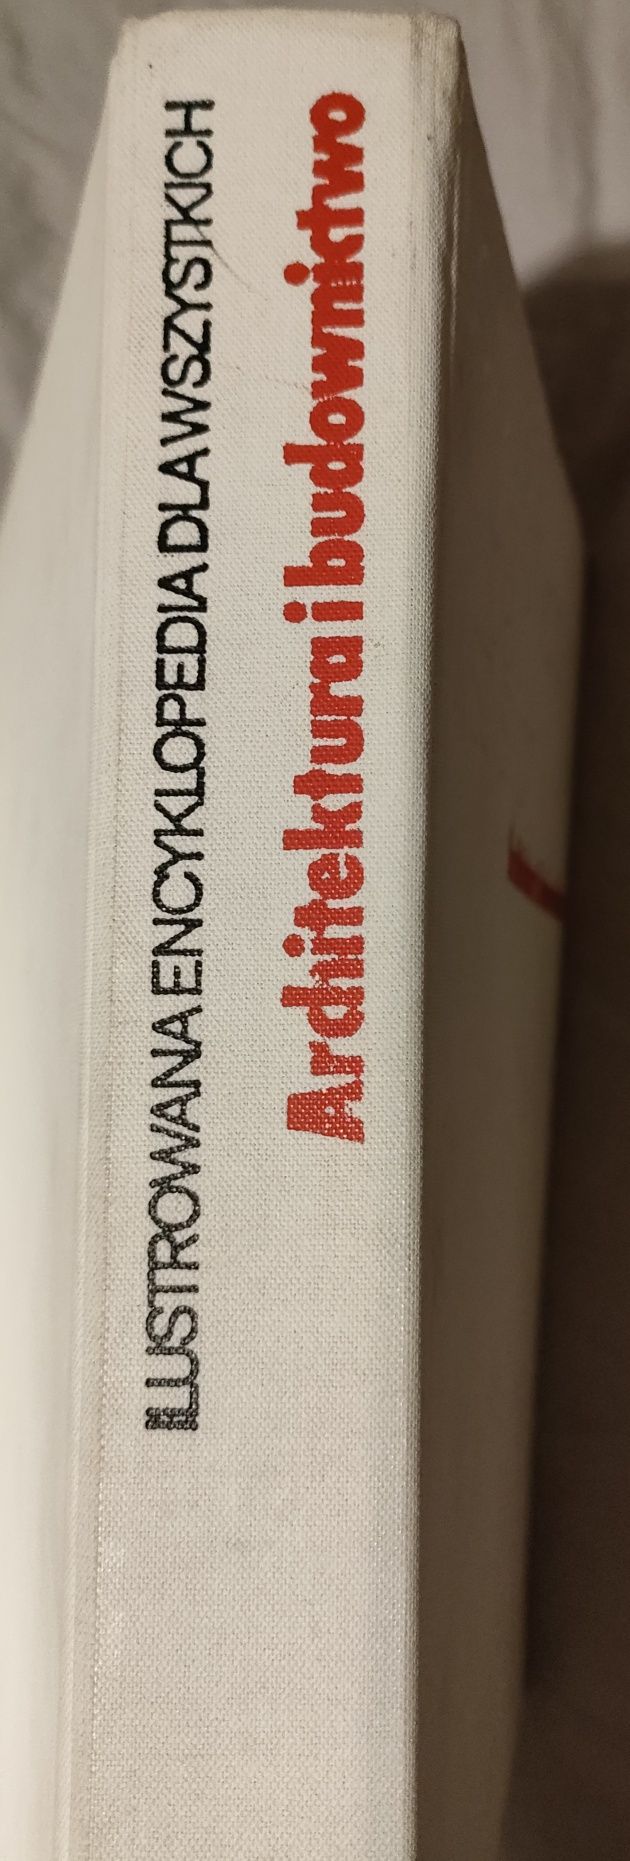 ILUSTROWANA ENCYKLOPEDIA DLA WSZYSTKICH
Architektura i budownictwo